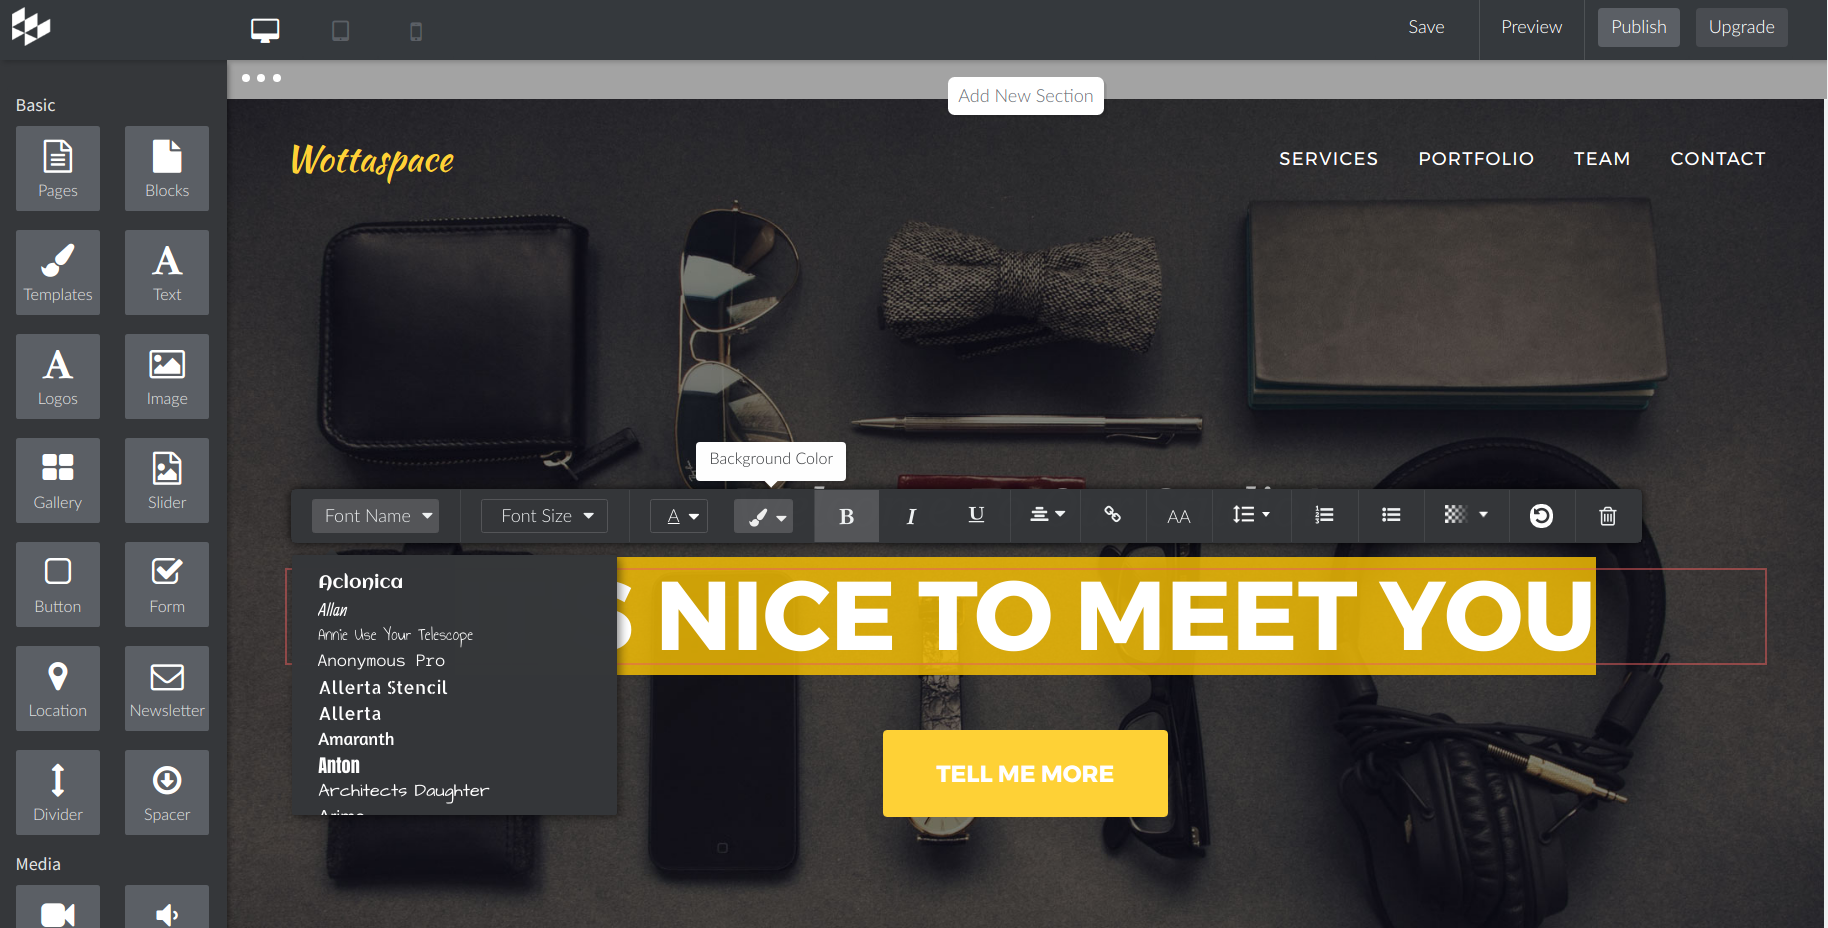 Save
Preview
Publish
Upgrade
Add New Section
Basic
Pages
Blocks
Templates
Text
Logos
Image
Gallery
Slider
Button
Form
Location
Newsletter
Divider
Spacer
Media
Wottaspace
SERVICES
PORTFOLIO
TEAM
CONTACT
Background Color
Font Name
Font Size
A
B
I
U
AA
S NICE TO MEET YOU
Aclonica
Allan
Annie Use Your Telescope
Anonymous Pro
Allerta Stencil
Allerta
Amaranth
Anton
Architects Daughter
TELL ME MORE